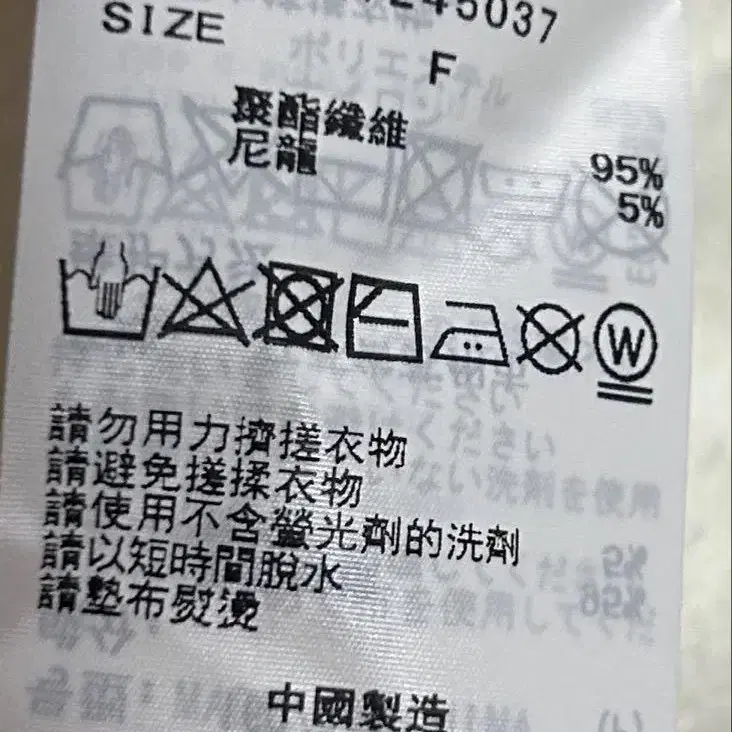 245037
SIZE
F
聚酯纖維 95%
尼龍 5%
W
請勿用力擠搓衣物
請避免搓揉衣物
請使用不含螢光劑的洗劑
請以短時間脫水
請墊布熨燙
中國製造